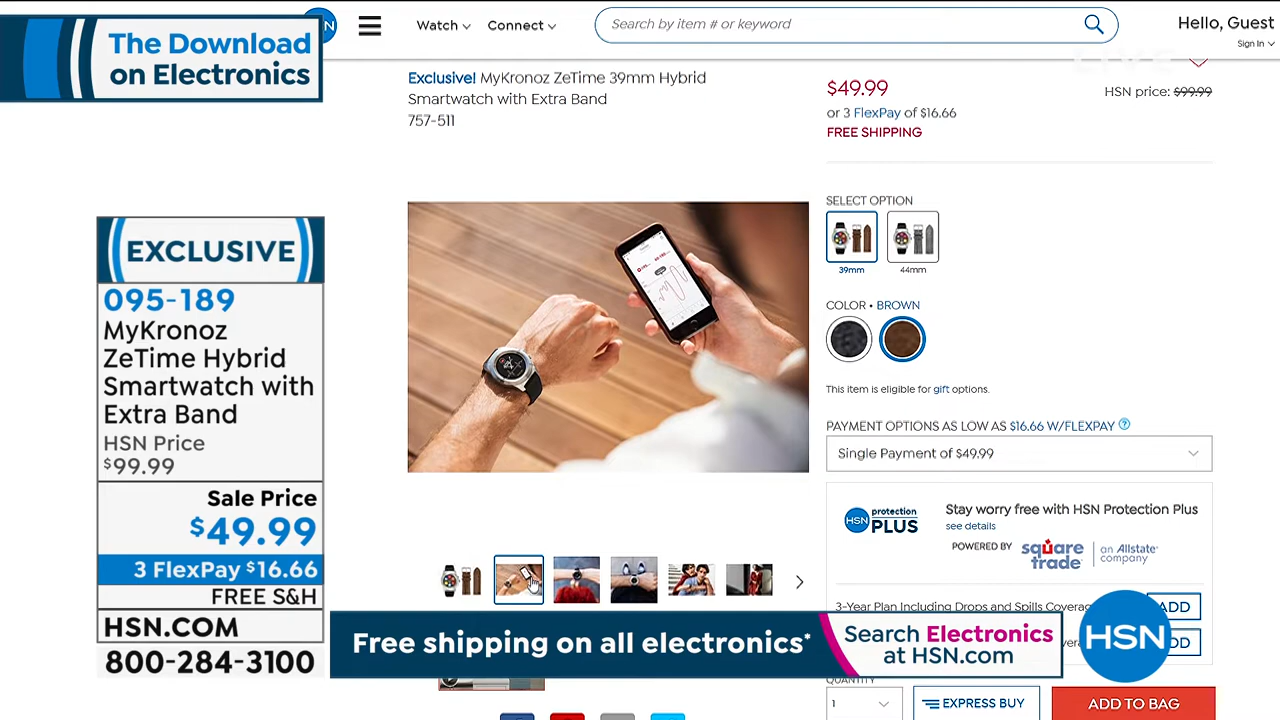 The Download
on Electronics
Watch
Connect
Search by item # or keyword
Hello, Guest
Sign In
Exclusive! MyKronoz ZeTime 39mm Hybrid
Smartwatch with Extra Band
757-511
$49.99
HSN price: $99.99
or 3 FlexPay of $16.66
FREE SHIPPING
SELECT OPTION
39mm
44mm
COLOR • BROWN
This item is eligible for gift options.
PAYMENT OPTIONS AS LOW AS $16.66 W/FLEXPAY ?
Single Payment of $49.99
HSN protection PLUS
Stay worry free with HSN Protection Plus
see details
POWERED BY
square trade
an Allstate company
3-Year Plan Including Drops and Spills
ADD
QUANTITY
1
EXPRESS BUY
ADD TO BAG
EXCLUSIVE
095-189
MyKronoz
ZeTime Hybrid
Smartwatch with
Extra Band
HSN Price
$99.99
Sale Price
$49.99
3 FlexPay $16.66
FREE S&H
HSN.COM
800-284-3100
Free shipping on all electronics*
Search Electronics
at HSN.com
HSN